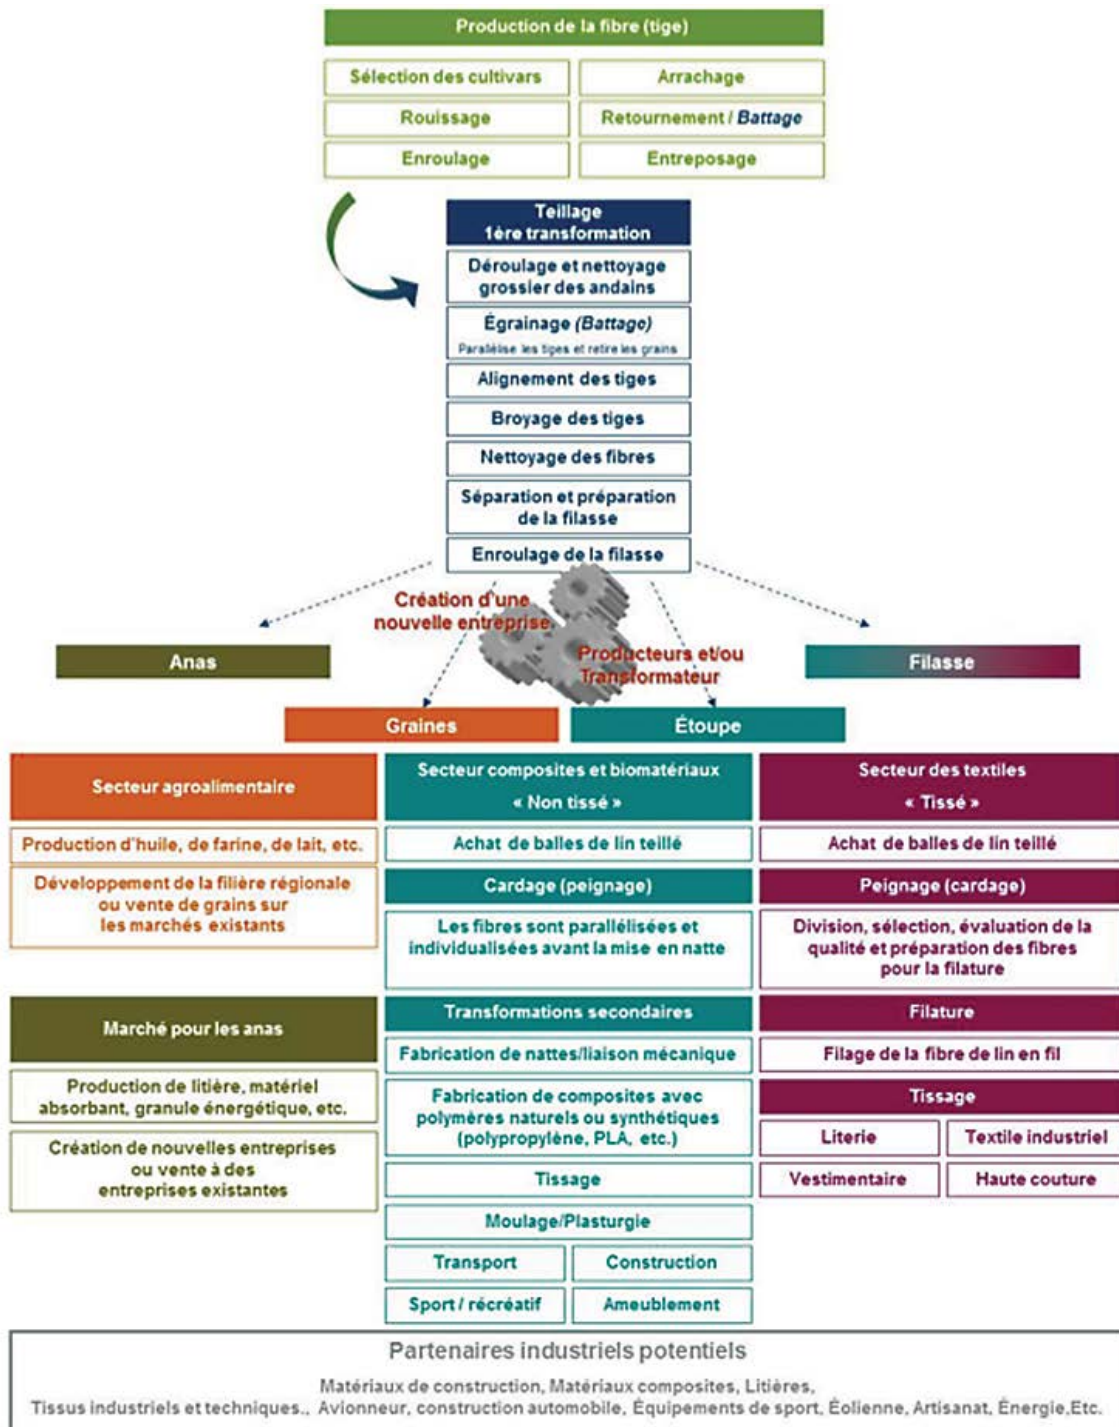 Production de la fibre (tige)
Sélection des cultivars
Arrachage
Rouissage
Retournement / Battage
Enroulage
Entreposage
Teillage
1ère transformation
Déroulage et nettoyage
grossier des andains
Égrainage (Battage)
Parallélise les tiges et retire les grains
Alignement des tiges
Broyage des tiges
Nettoyage des fibres
Séparation et préparation
de la filasse
Enroulage de la filasse
Création d'une
nouvelle entreprise
Producteurs et/ou
Transformateur
Anas
Filasse
Graines
Étoupe
Secteur agroalimentaire
Production d'huile, de farine, de lait, etc.
Développement de la filière régionale
ou vente de grains sur
les marchés existants
Marché pour les anas
Production de litière, matériel
absorbant, granule énergétique, etc.
Création de nouvelles entreprises
ou vente à des
entreprises existantes
Secteur composites et biomatériaux
« Non tissé »
Achat de balles de lin teillé
Cardage (peignage)
Les fibres sont parallélisées et
individualisées avant la mise en natte
Transformations secondaires
Fabrication de nattes/liaison mécanique
Fabrication de composites avec
polymères naturels ou synthétiques
(polypropylène, PLA, etc.)
Tissage
Moulage/Plasturgie
Transport
Construction
Sport / récréatif
Ameublement
Secteur des textiles
« Tissé »
Achat de balles de lin teillé
Peignage (cardage)
Division, sélection, évaluation de la
qualité et préparation des fibres
pour la filature
Filature
Filage de la fibre de lin en fil
Tissage
Literie
Textile industriel
Vestimentaire
Haute couture
Partenaires industriels potentiels
Matériaux de construction, Matériaux composites, Litières,
Tissus industriels et techniques., Avionneur, construction automobile, Équipements de sport, Éolienne, Artisanat, Énergie,Etc.